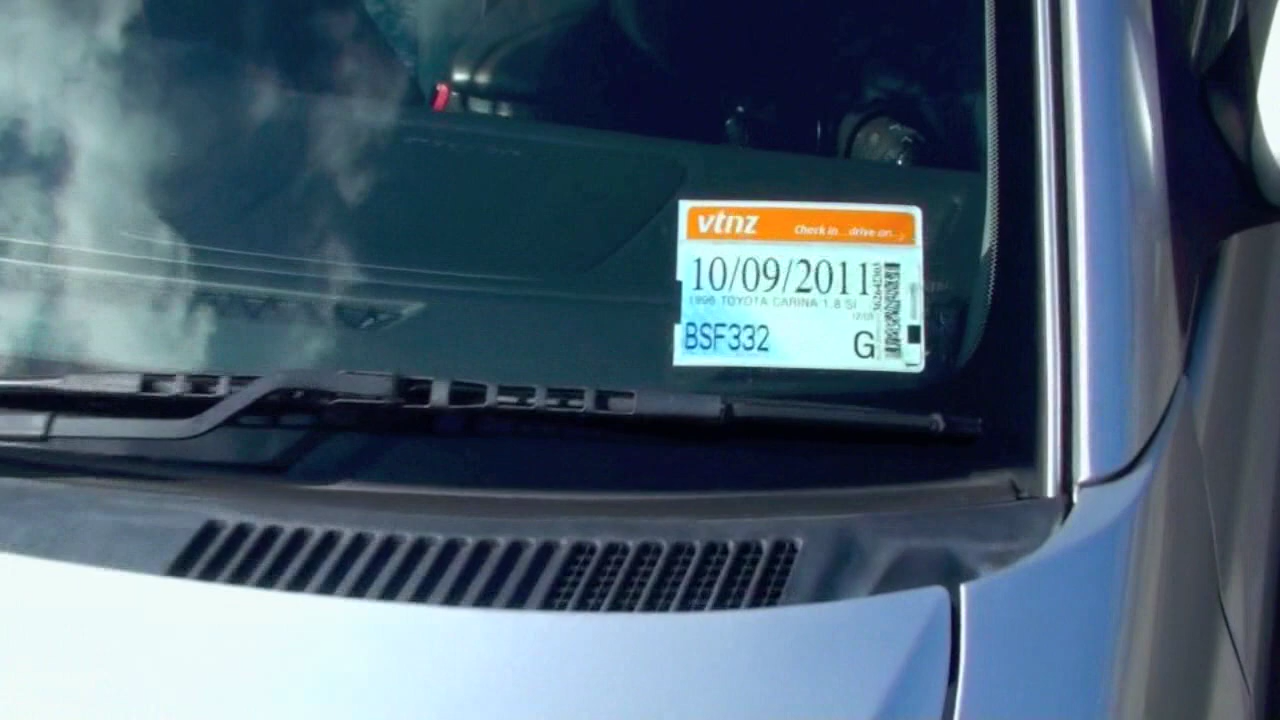 vtnz
Check in...drive on...
10/09/2011
1996 TOYOTA CARINA 1.8 SI
BSF332
G